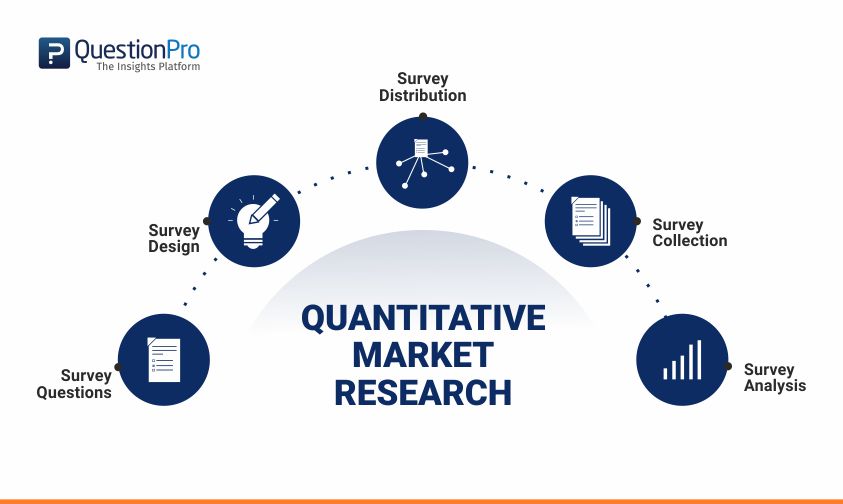 QuestionPro
The Insights Platform
Survey
Distribution
Survey
Design
Survey
Collection
QUANTITATIVE
MARKET
RESEARCH
Survey
Questions
Survey
Analysis